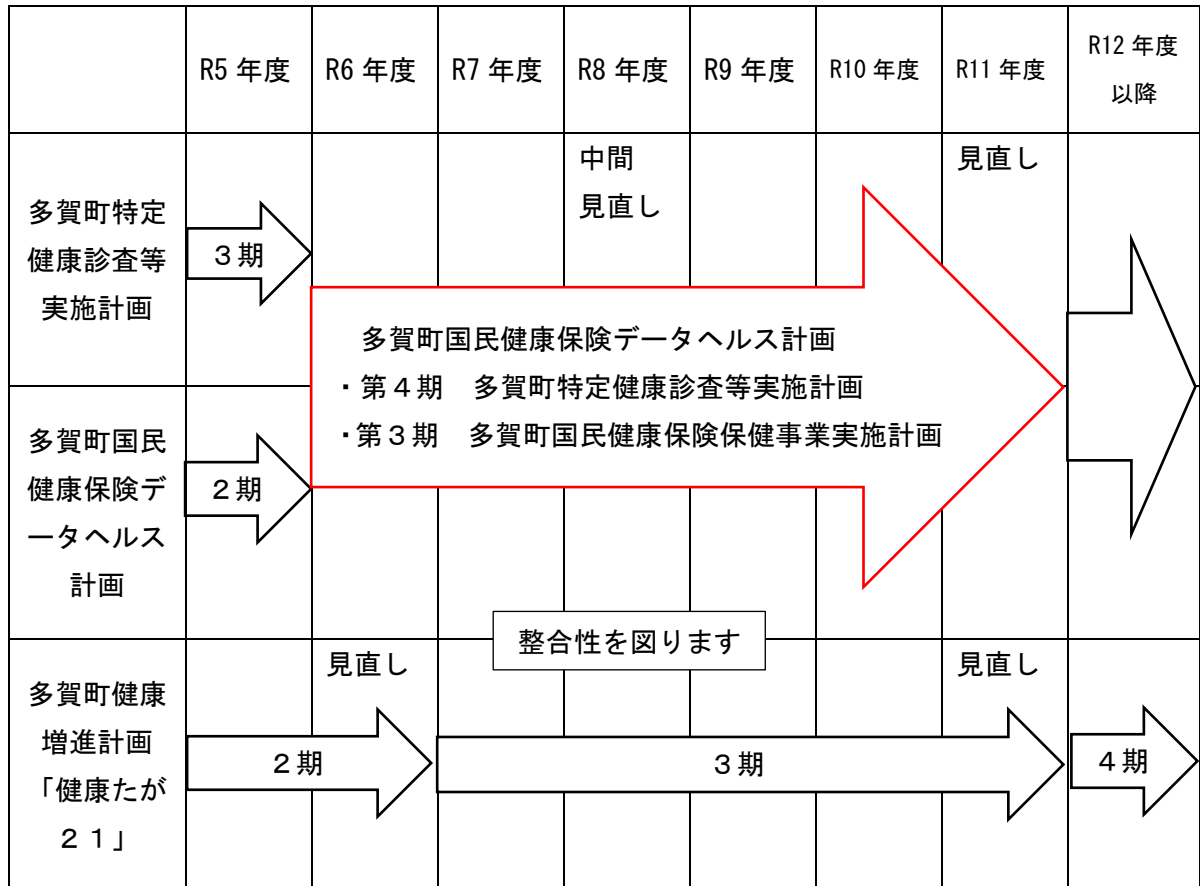 R5 年度
R6 年度
R7 年度
R8 年度
R9 年度
R10 年度
R11 年度
R12 年度
以降
多賀町特定
健康診査等
実施計画
3期
中間
見直し
見直し
多賀町国民健康保険データヘルス計画
・第4期 多賀町特定健康診査等実施計画
・第3期 多賀町国民健康保険保健事業実施計画
多賀町国民
健康保険デ
ータヘルス
計画
2期
整合性を図ります
多賀町健康
増進計画
「健康たが
21」
見直し
見直し
2期
3期
4期